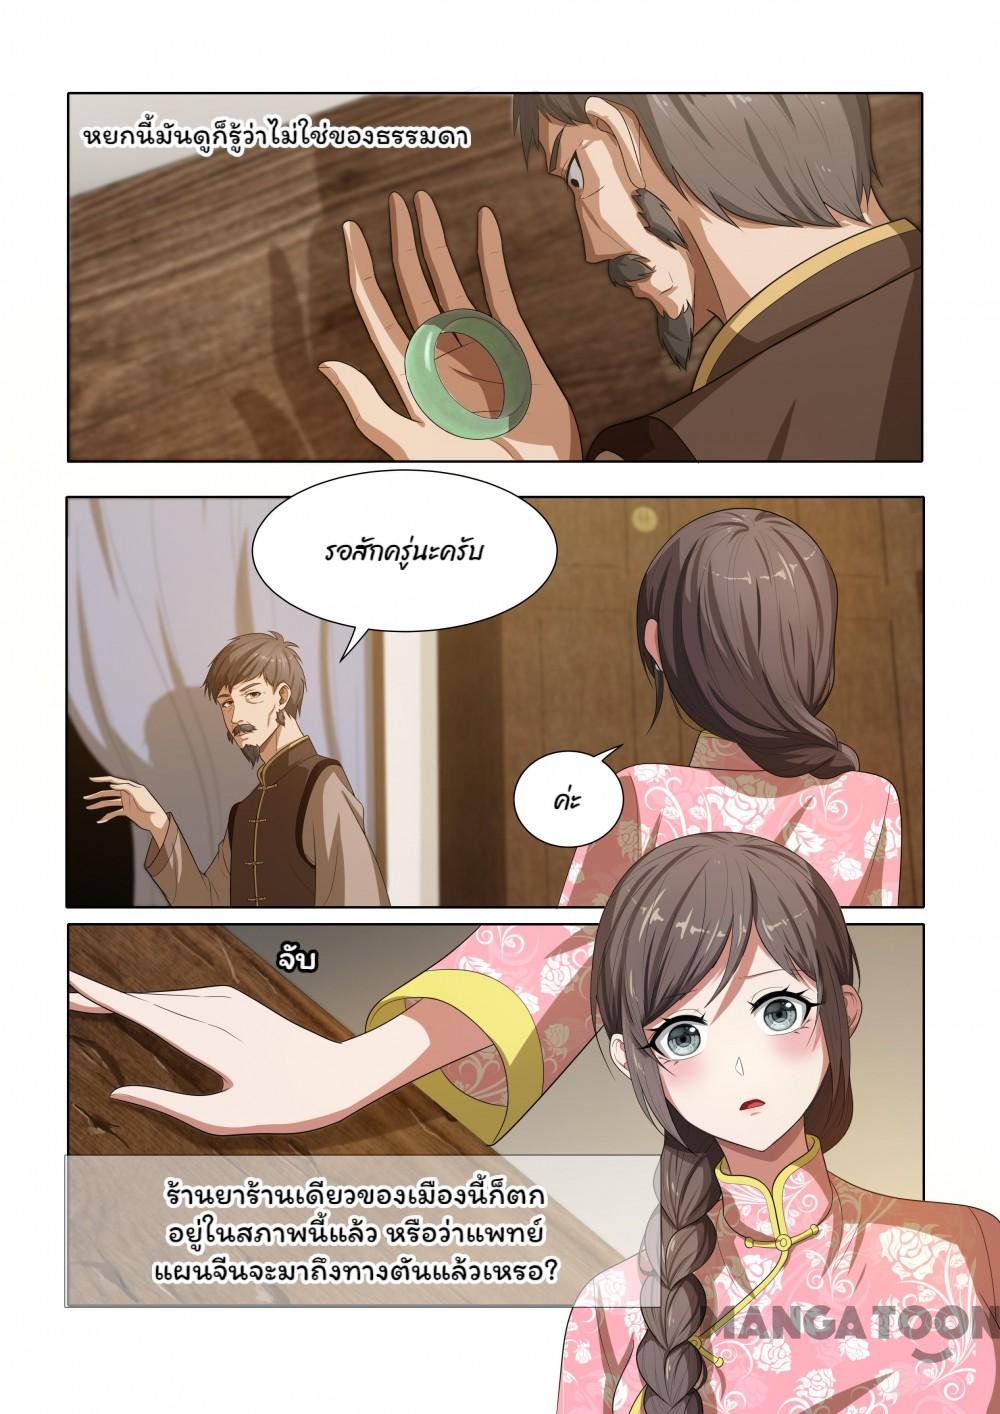 หยกนี้มันดูก็รู้ว่าไม่ใช่ของธรรมดา
รอสักครู่นะครับ
ค่ะ
จับ
ร้านยาร้านเดียวของเมืองนี้ก็ตก
อยู่ในสภาพนี้แล้ว หรือว่าแพทย์
แผนจีนจะมาถึงทางตันแล้วเหรอ?
MANGATOON